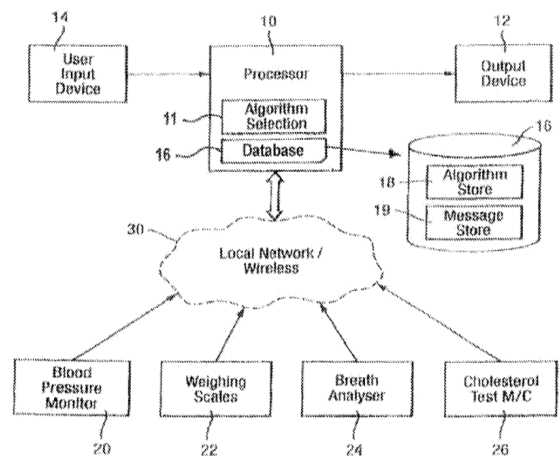 14
10
12
User
Input
Device
Processor
Output
Device
11
Algorithm
Selection
16
Database
16
18
Algorithm
Store
19
Message
Store
30
Local Network /
Wireless
Blood
Pressure
Monitor
Weighing
Scales
Breath
Analyser
Cholesterol
Test M/C
20
22
24
26